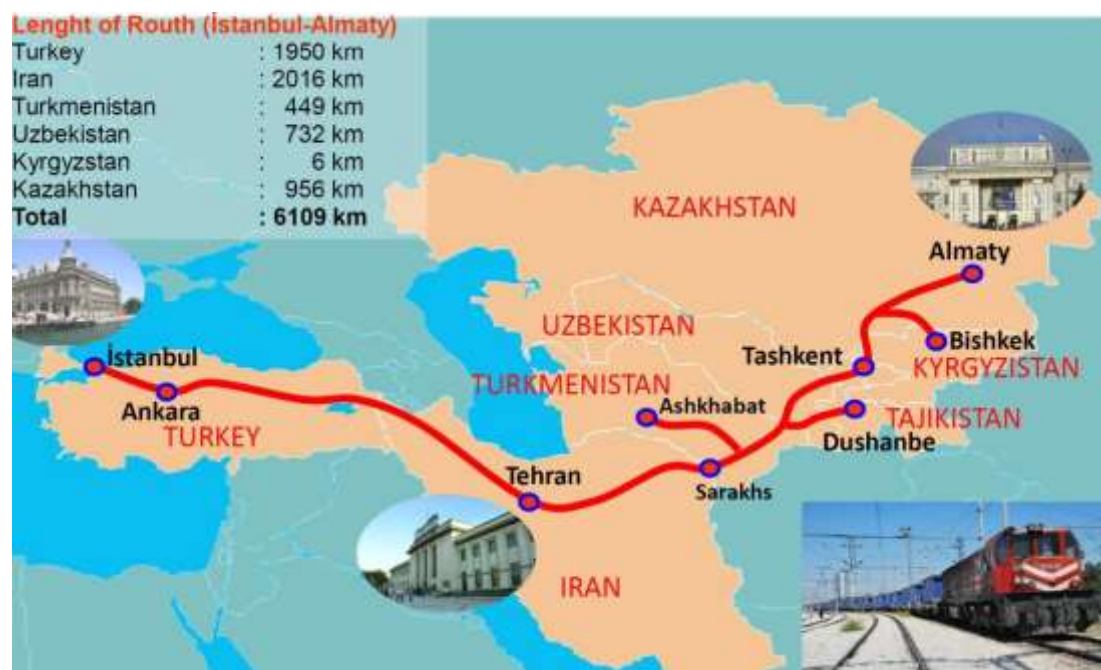 Lenght of Routh (İstanbul-Almaty)
Turkey : 1950 km
Iran : 2016 km
Turkmenistan : 449 km
Uzbekistan : 732 km
Kyrgyzstan : 6 km
Kazakhstan : 956 km
Total : 6109 km
KAZAKHSTAN
Almaty
UZBEKISTAN
Tashkent
Bishkek
KYRGYZISTAN
İstanbul
Ankara
TURKEY
TURKMENISTAN
Ashkhabat
TAJIKISTAN
Dushanbe
Tehran
Sarakhs
IRAN